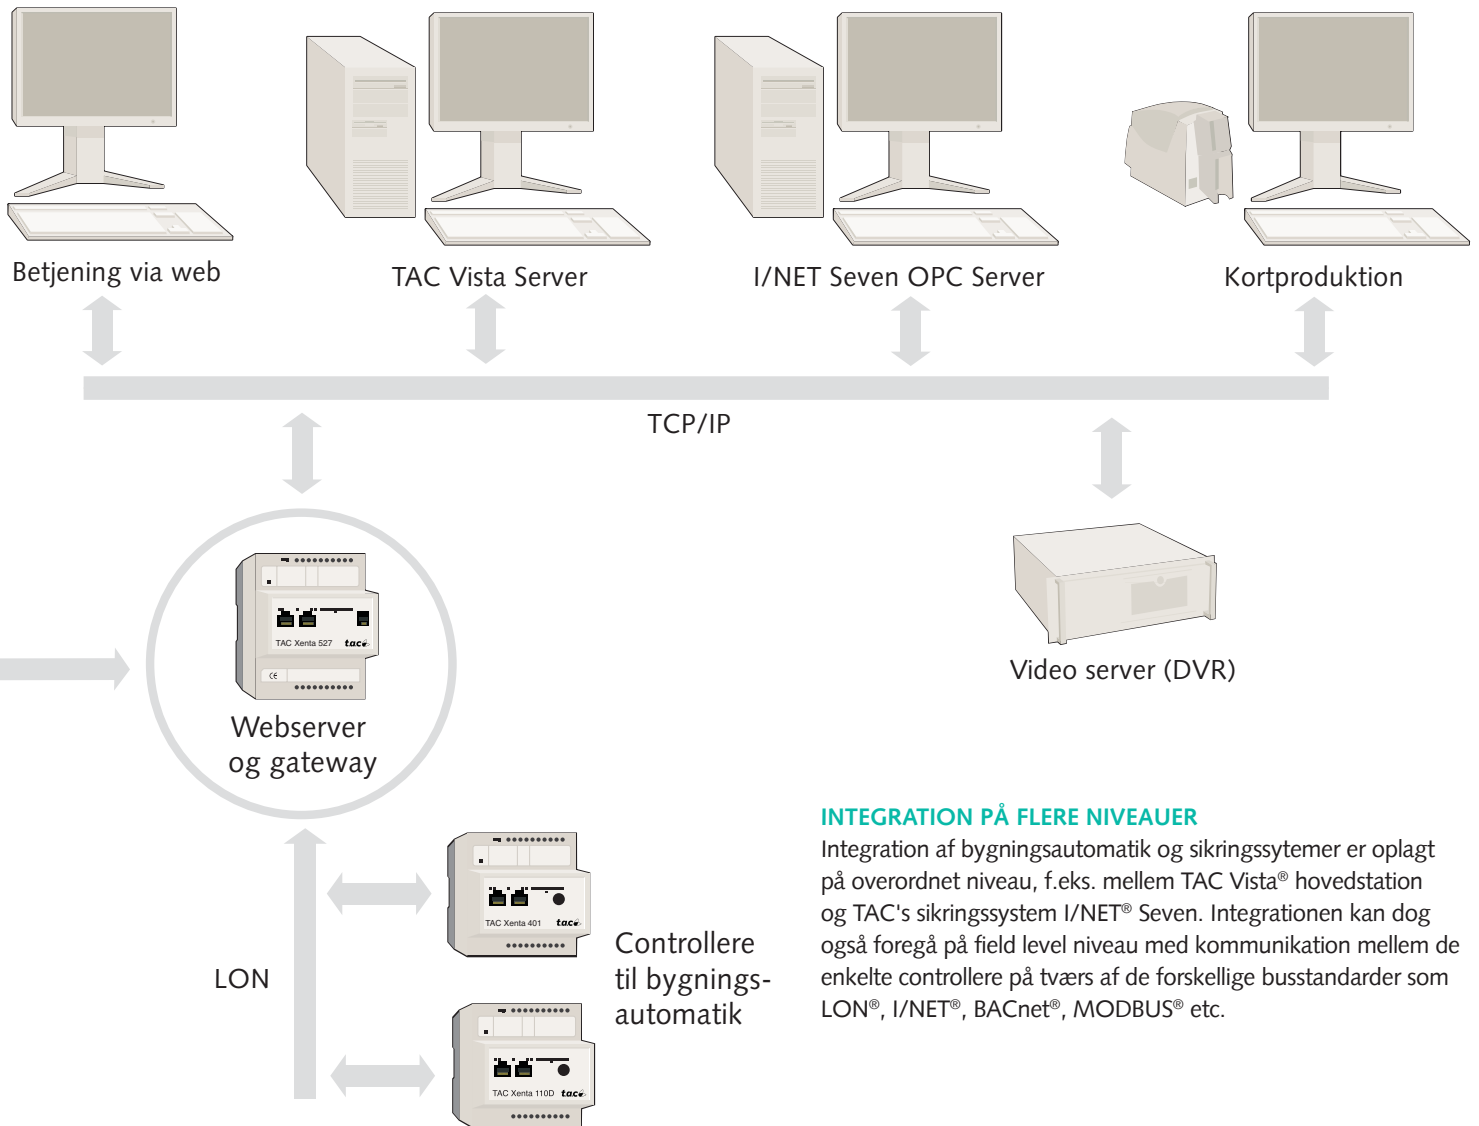 Betjening via web
TAC Vista Server
I/NET Seven OPC Server
Kortproduktion
TCP/IP
TAC Xenta 527 tac
CE
Webserver
og gateway
Video server (DVR)
LON
TAC Xenta 401 tac
TAC Xenta 110D tac
Controllere
til bygnings-
automatik
INTEGRATION PÅ FLERE NIVEAUER
Integration af bygningsautomatik og sikringssytemer er oplagt
på overordnet niveau, f.eks. mellem TAC Vista® hovedstation
og TAC's sikringssystem I/NET® Seven. Integrationen kan dog
også foregå på field level niveau med kommunikation mellem de
enkelte controllere på tværs af de forskellige busstandarder som
LON®, I/NET®, BACnet®, MODBUS® etc.